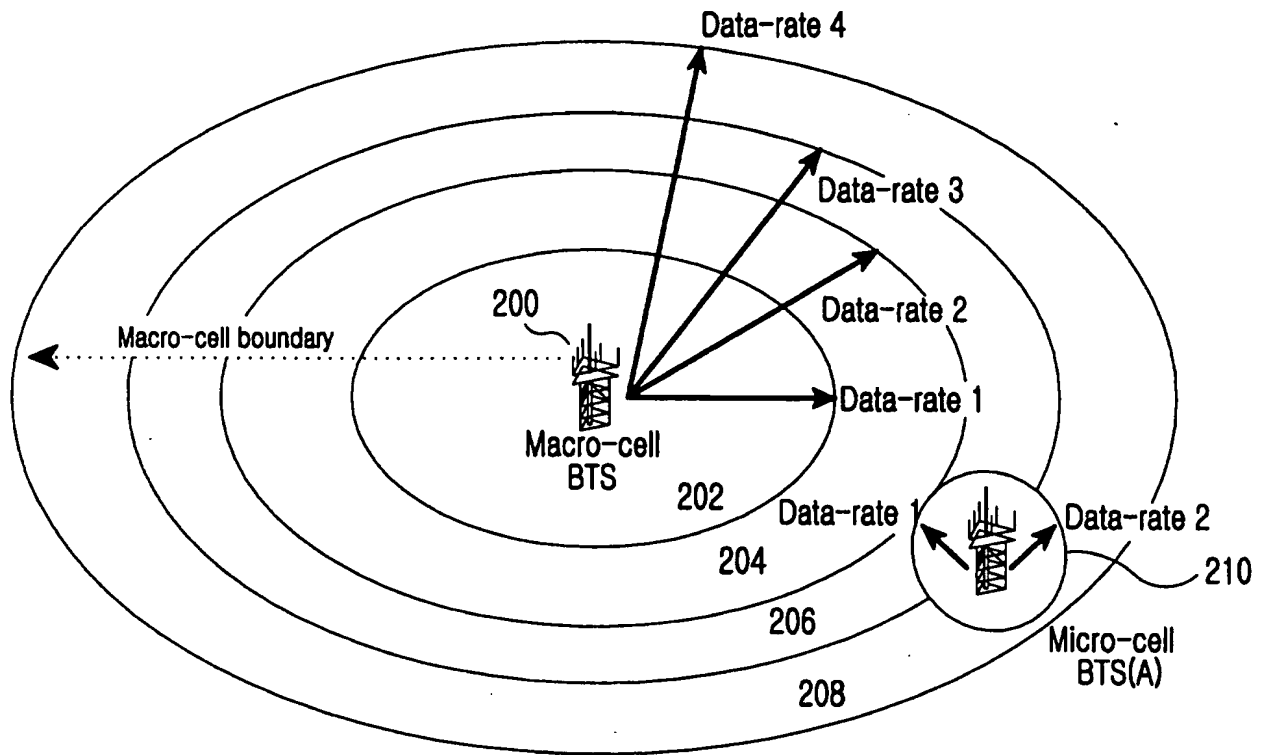 Data-rate 4
Data-rate 3
200
Data-rate 2
Macro-cell boundary
Data-rate 1
Macro-cell
BTS
202
Data-rate 1
Data-rate 2
204
210
206
Micro-cell
BTS(A)
208